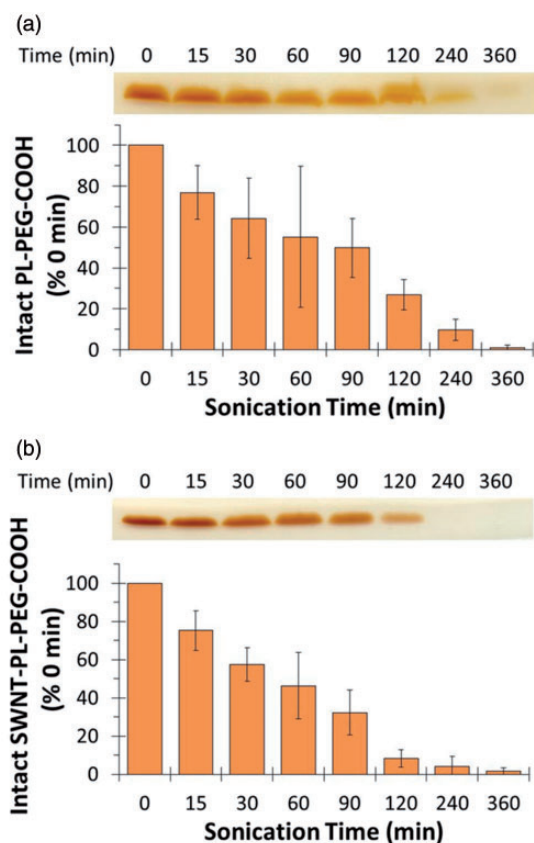 (a)
Time (min) 0 15 30 60 90 120 240 360
Intact PL-PEG-COOH
(% 0 min)
100
80
60
40
20
0
0 15 30 60 90 120 240 360
Sonication Time (min)
(b)
Time (min) 0 15 30 60 90 120 240 360
Intact SWNT-PL-PEG-COOH
(% 0 min)
100
80
60
40
20
0
0 15 30 60 90 120 240 360
Sonication Time (min)